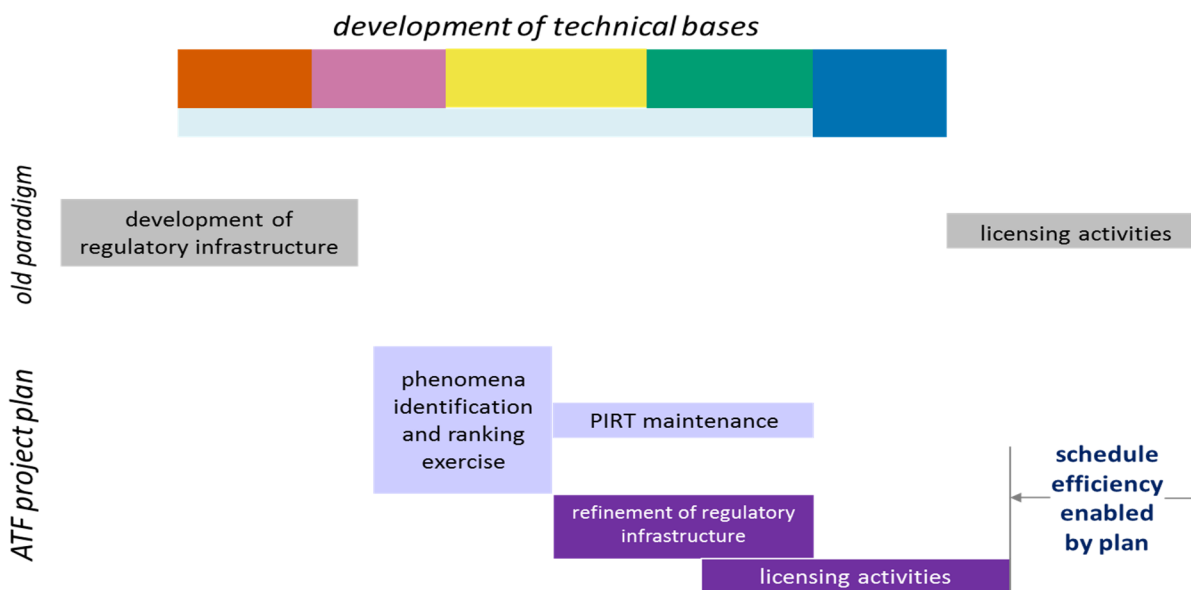 development of technical bases
old paradigm
development of
regulatory infrastructure
licensing activities
ATF project plan
phenomena
identification
and ranking
exercise
PIRT maintenance
refinement of regulatory
infrastructure
licensing activities
schedule
efficiency
enabled
by plan